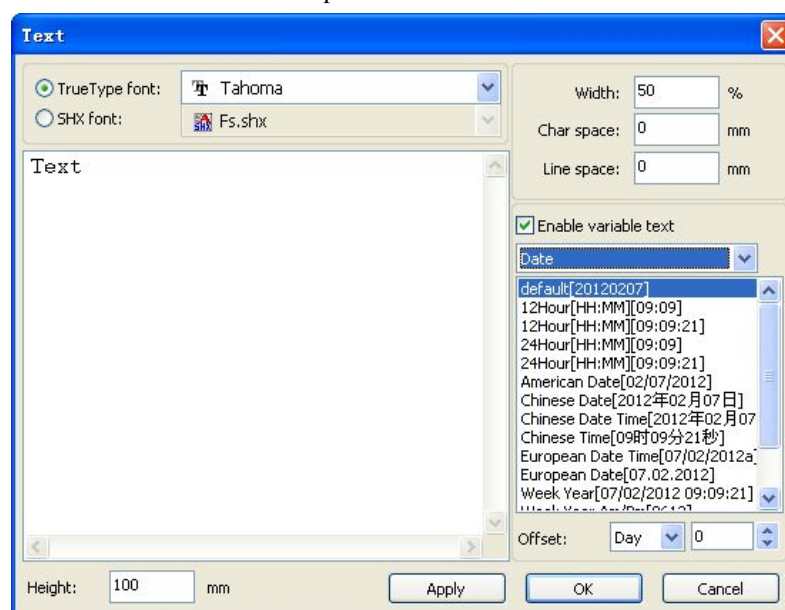 Text
TrueType font:
Tahoma
SHX font:
Fs.shx
Width: 50 %
Char space: 0 mm
Line space: 0 mm
Text
Enable variable text
Date
default[20120207]
12Hour[HH:MM][09:09]
12Hour[HH:MM][09:09:21]
24Hour[HH:MM][09:09]
24Hour[HH:MM][09:09:21]
American Date[02/07/2012]
Chinese Date[2012年02月07日]
Chinese Date Time[2012年02月07
Chinese Time[09时09分21秒]
European Date Time[07/02/2012a]
European Date[07.02.2012]
Week Year[07/02/2012 09:09:21]
Offset: Day 0
Height: 100 mm
Apply
OK
Cancel